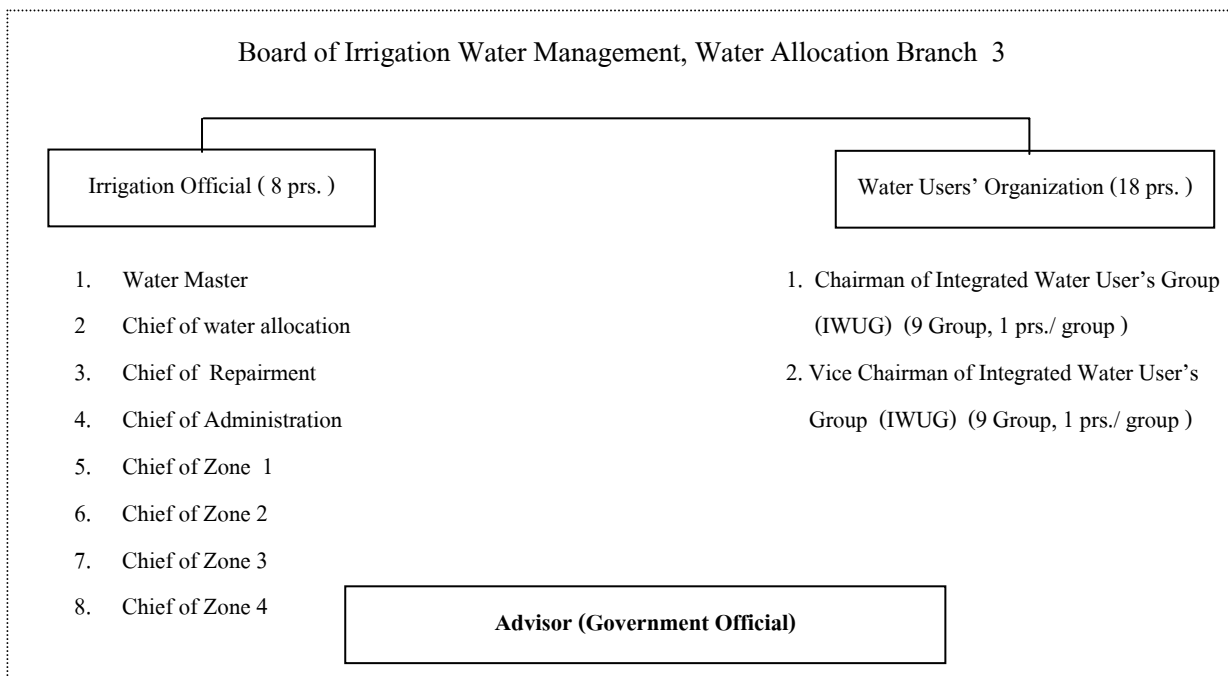 Board of Irrigation Water Management, Water Allocation Branch 3
Irrigation Official ( 8 prs. )
1. Water Master
2 Chief of water allocation
3. Chief of Repairment
4. Chief of Administration
5. Chief of Zone 1
6. Chief of Zone 2
7. Chief of Zone 3
8. Chief of Zone 4
Water Users’ Organization (18 prs. )
1. Chairman of Integrated Water User’s Group
(IWUG) (9 Group, 1 prs./ group )
2. Vice Chairman of Integrated Water User’s
Group (IWUG) (9 Group, 1 prs./ group )
Advisor (Government Official)